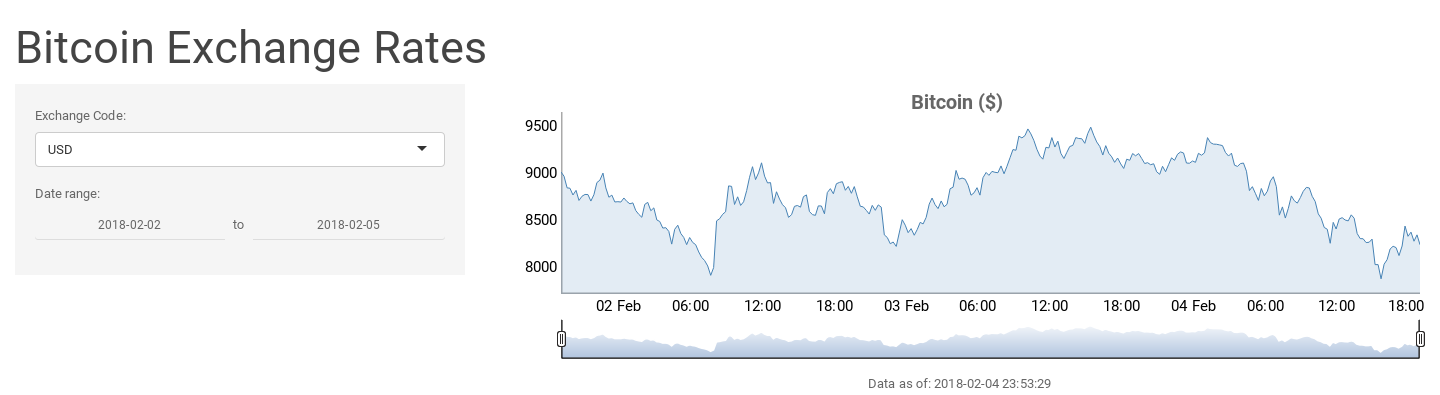 Bitcoin Exchange Rates
Exchange Code:
USD
Date range:
2018-02-02 to 2018-02-05
Bitcoin ($)
9500
9000
8500
8000
02 Feb 06:00 12:00 18:00 03 Feb 06:00 12:00 18:00 04 Feb 06:00 12:00 18:00
Data as of: 2018-02-04 23:53:29